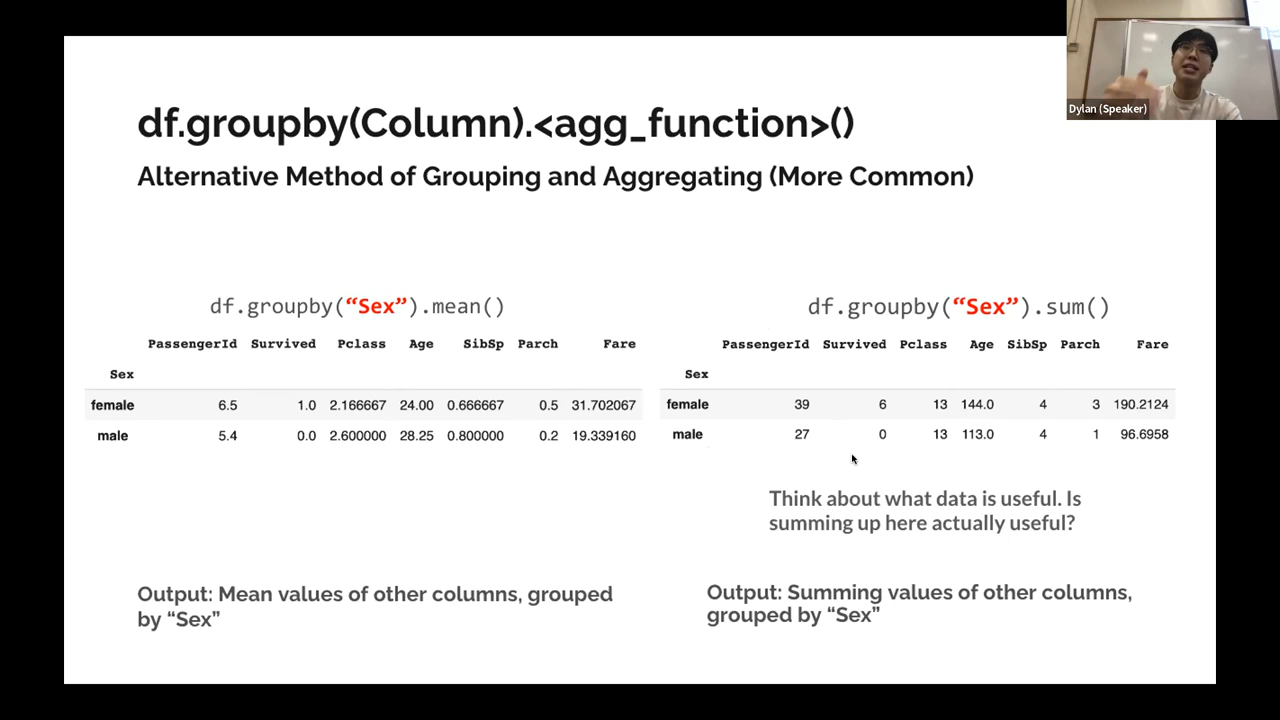 Dylan (Speaker)
df.groupby(Column).<agg_function>()
Alternative Method of Grouping and Aggregating (More Common)
df.groupby(“Sex”).mean()
PassengerId Survived Pclass Age SibSp Parch Fare
Sex
female 6.5 1.0 2.166667 24.00 0.666667 0.5 31.702067
male 5.4 0.0 2.600000 28.25 0.800000 0.2 19.339160
Output: Mean values of other columns, grouped
by “Sex”
df.groupby(“Sex”).sum()
PassengerId Survived Pclass Age SibSp Parch Fare
Sex
female 39 6 13 144.0 4 3 190.2124
male 27 0 13 113.0 4 1 96.6958
Think about what data is useful. Is
summing up here actually useful?
Output: Summing values of other columns,
grouped by “Sex”